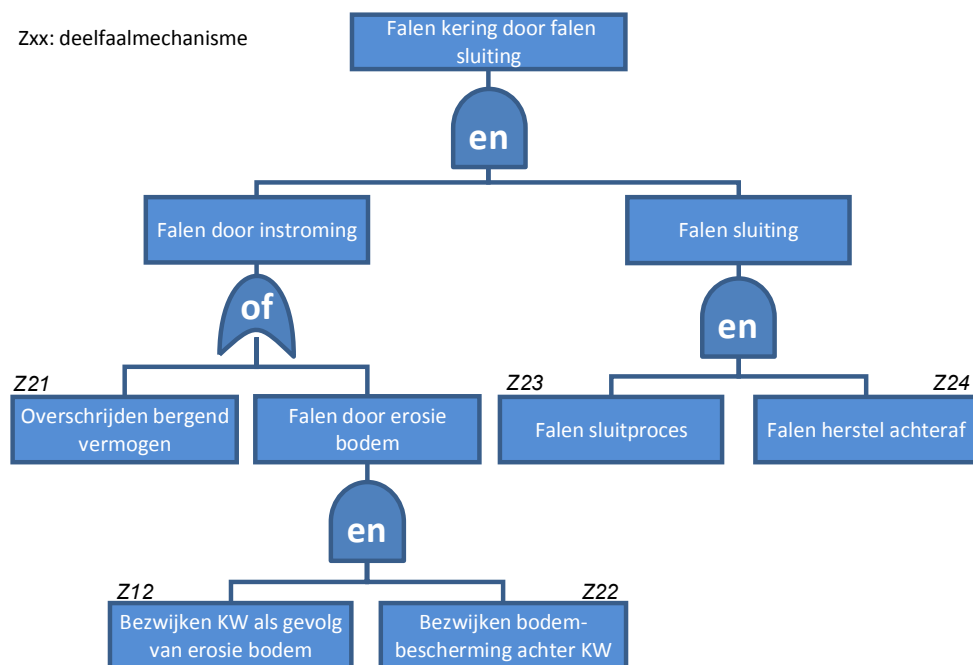 Zxx: deelfaalmechanisme
Falen kering door falen
sluiting
en
Falen door instroming
Falen sluiting
of
en
Z21
Overschrijden bergend
vermogen
Falen door erosie
bodem
Z23
Falen sluitproces
Z24
Falen herstel achteraf
en
Z12
Bezwijken KW als gevolg
van erosie bodem
Z22
Bezwijken bodem-
bescherming achter KW